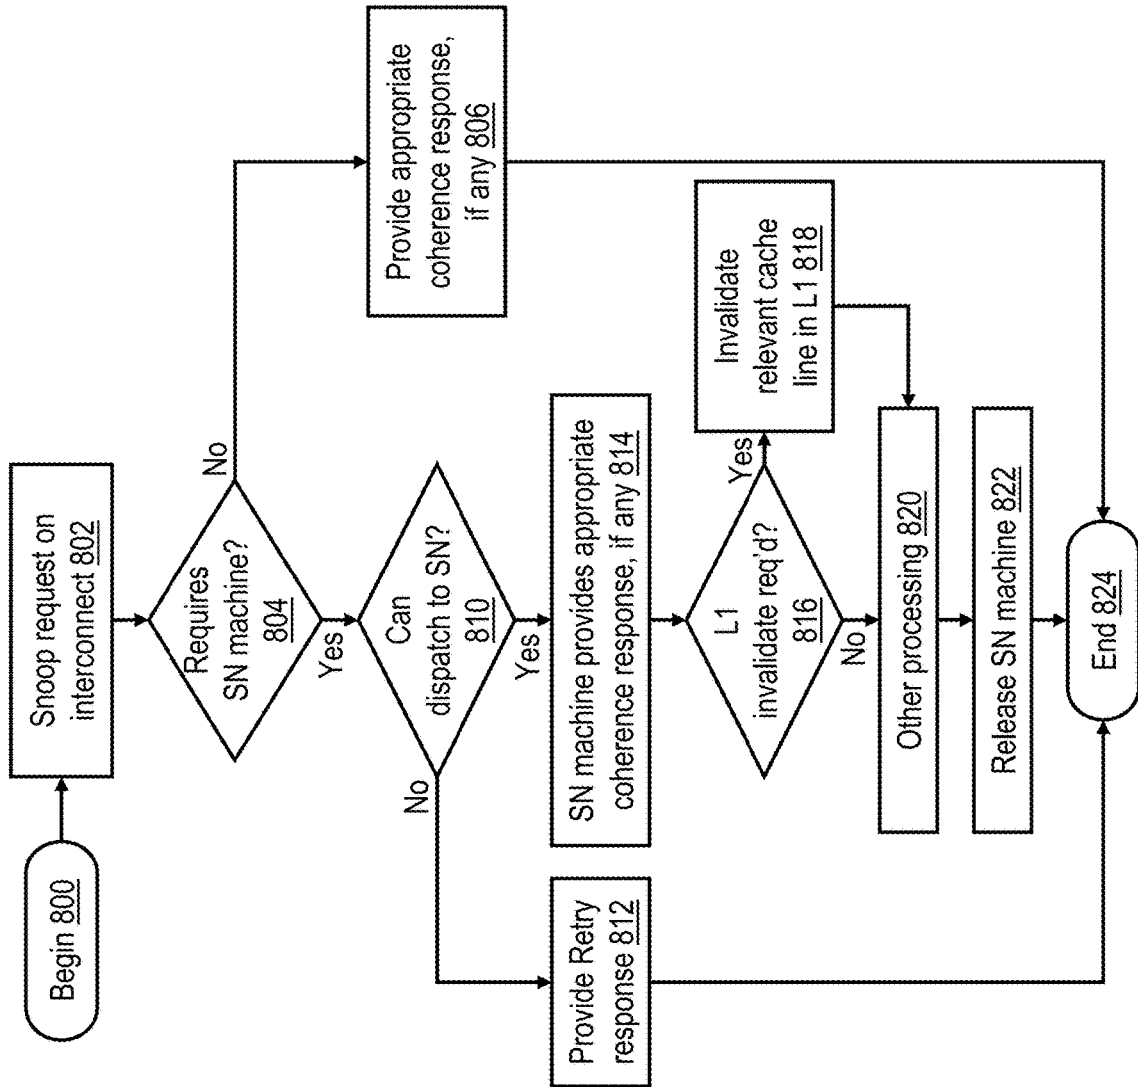 Begin 800
Snoop request on
interconnect 802
Requires
SN machine?
804
No
Yes
Provide appropriate
coherence response,
if any 806
Can
dispatch to SN?
810
No
Yes
Provide Retry
response 812
SN machine provides appropriate
coherence response, if any 814
L1
invalidate req'd?
816
Yes
No
Invalidate
relevant cache
line in L1 818
Other processing 820
Release SN machine 822
End 824